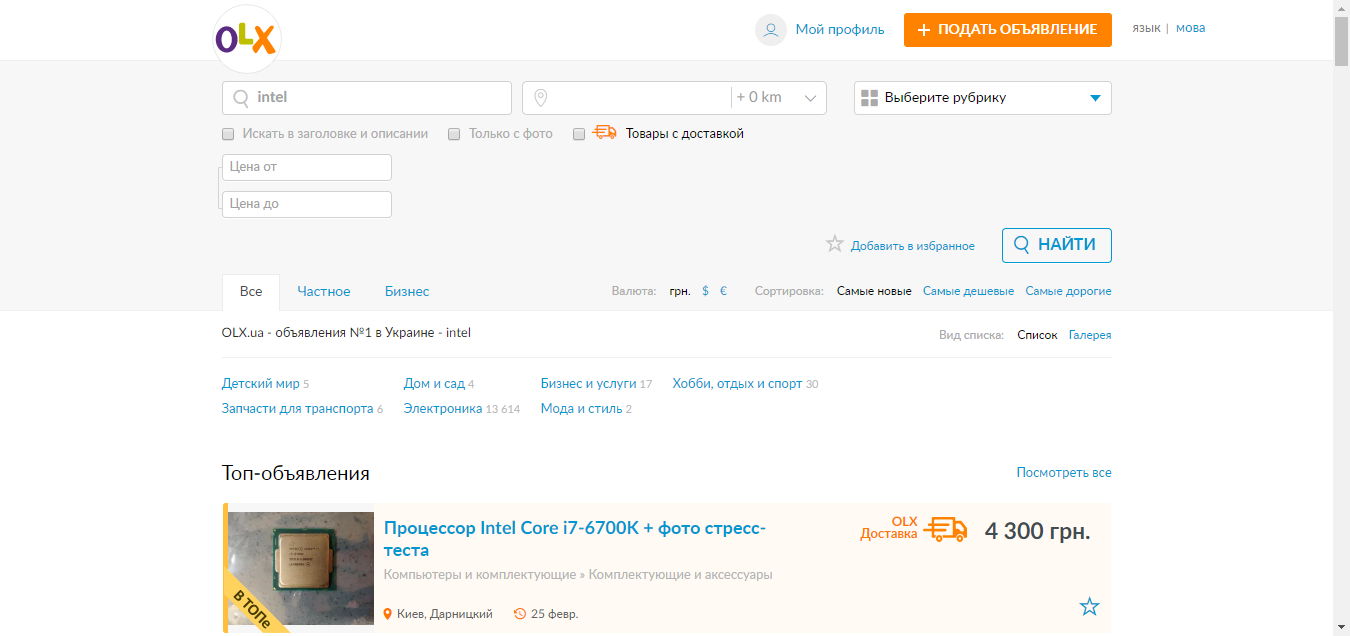 OLX
Мой профиль
ПОДАТЬ ОБЪЯВЛЕНИЕ
язык | мова
intel
+ 0 km
Выберите рубрику
Искать в заголовке и описании
Только с фото
Товары с доставкой
Цена от
Цена до
Добавить в избранное
НАЙТИ
Все
Частное
Бизнес
Валюта: грн. $ €
Сортировка: Самые новые Самые дешевые Самые дорогие
OLX.ua - объявления №1 в Украине - intel
Вид списка: Список Галерея
Детский мир 5
Дом и сад 4
Бизнес и услуги 17
Хобби, отдых и спорт 30
Запчасти для транспорта 6
Электроника 13 614
Мода и стиль 2
Топ-объявления
Посмотреть все
В ТОПе
Процессор Intel Core i7-6700K + фото стресс-
теста
Компьютеры и комплектующие » Комплектующие и аксессуары
Киев, Дарницкий
25 февр.
OLX
Доставка
4 300 грн.